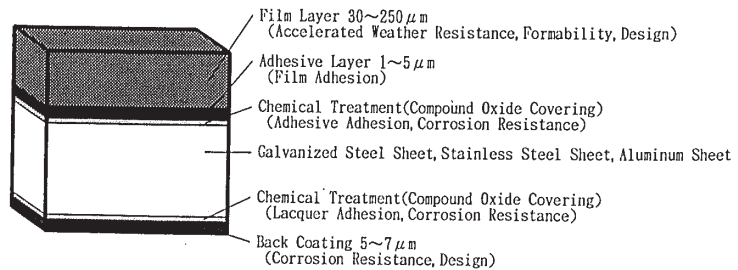 Film Layer 30~250μm
(Accelerated Weather Resistance, Formability, Design)
Adhesive Layer 1~5μm
(Film Adhesion)
Chemical Treatment(Compound Oxide Covering)
(Adhesive Adhesion, Corrosion Resistance)
Galvanized Steel Sheet, Stainless Steel Sheet, Aluminum Sheet
Chemical Treatment(Compound Oxide Covering)
(Lacquer Adhesion, Corrosion Resistance)
Back Coating 5~7μm
(Corrosion Resistance, Design)